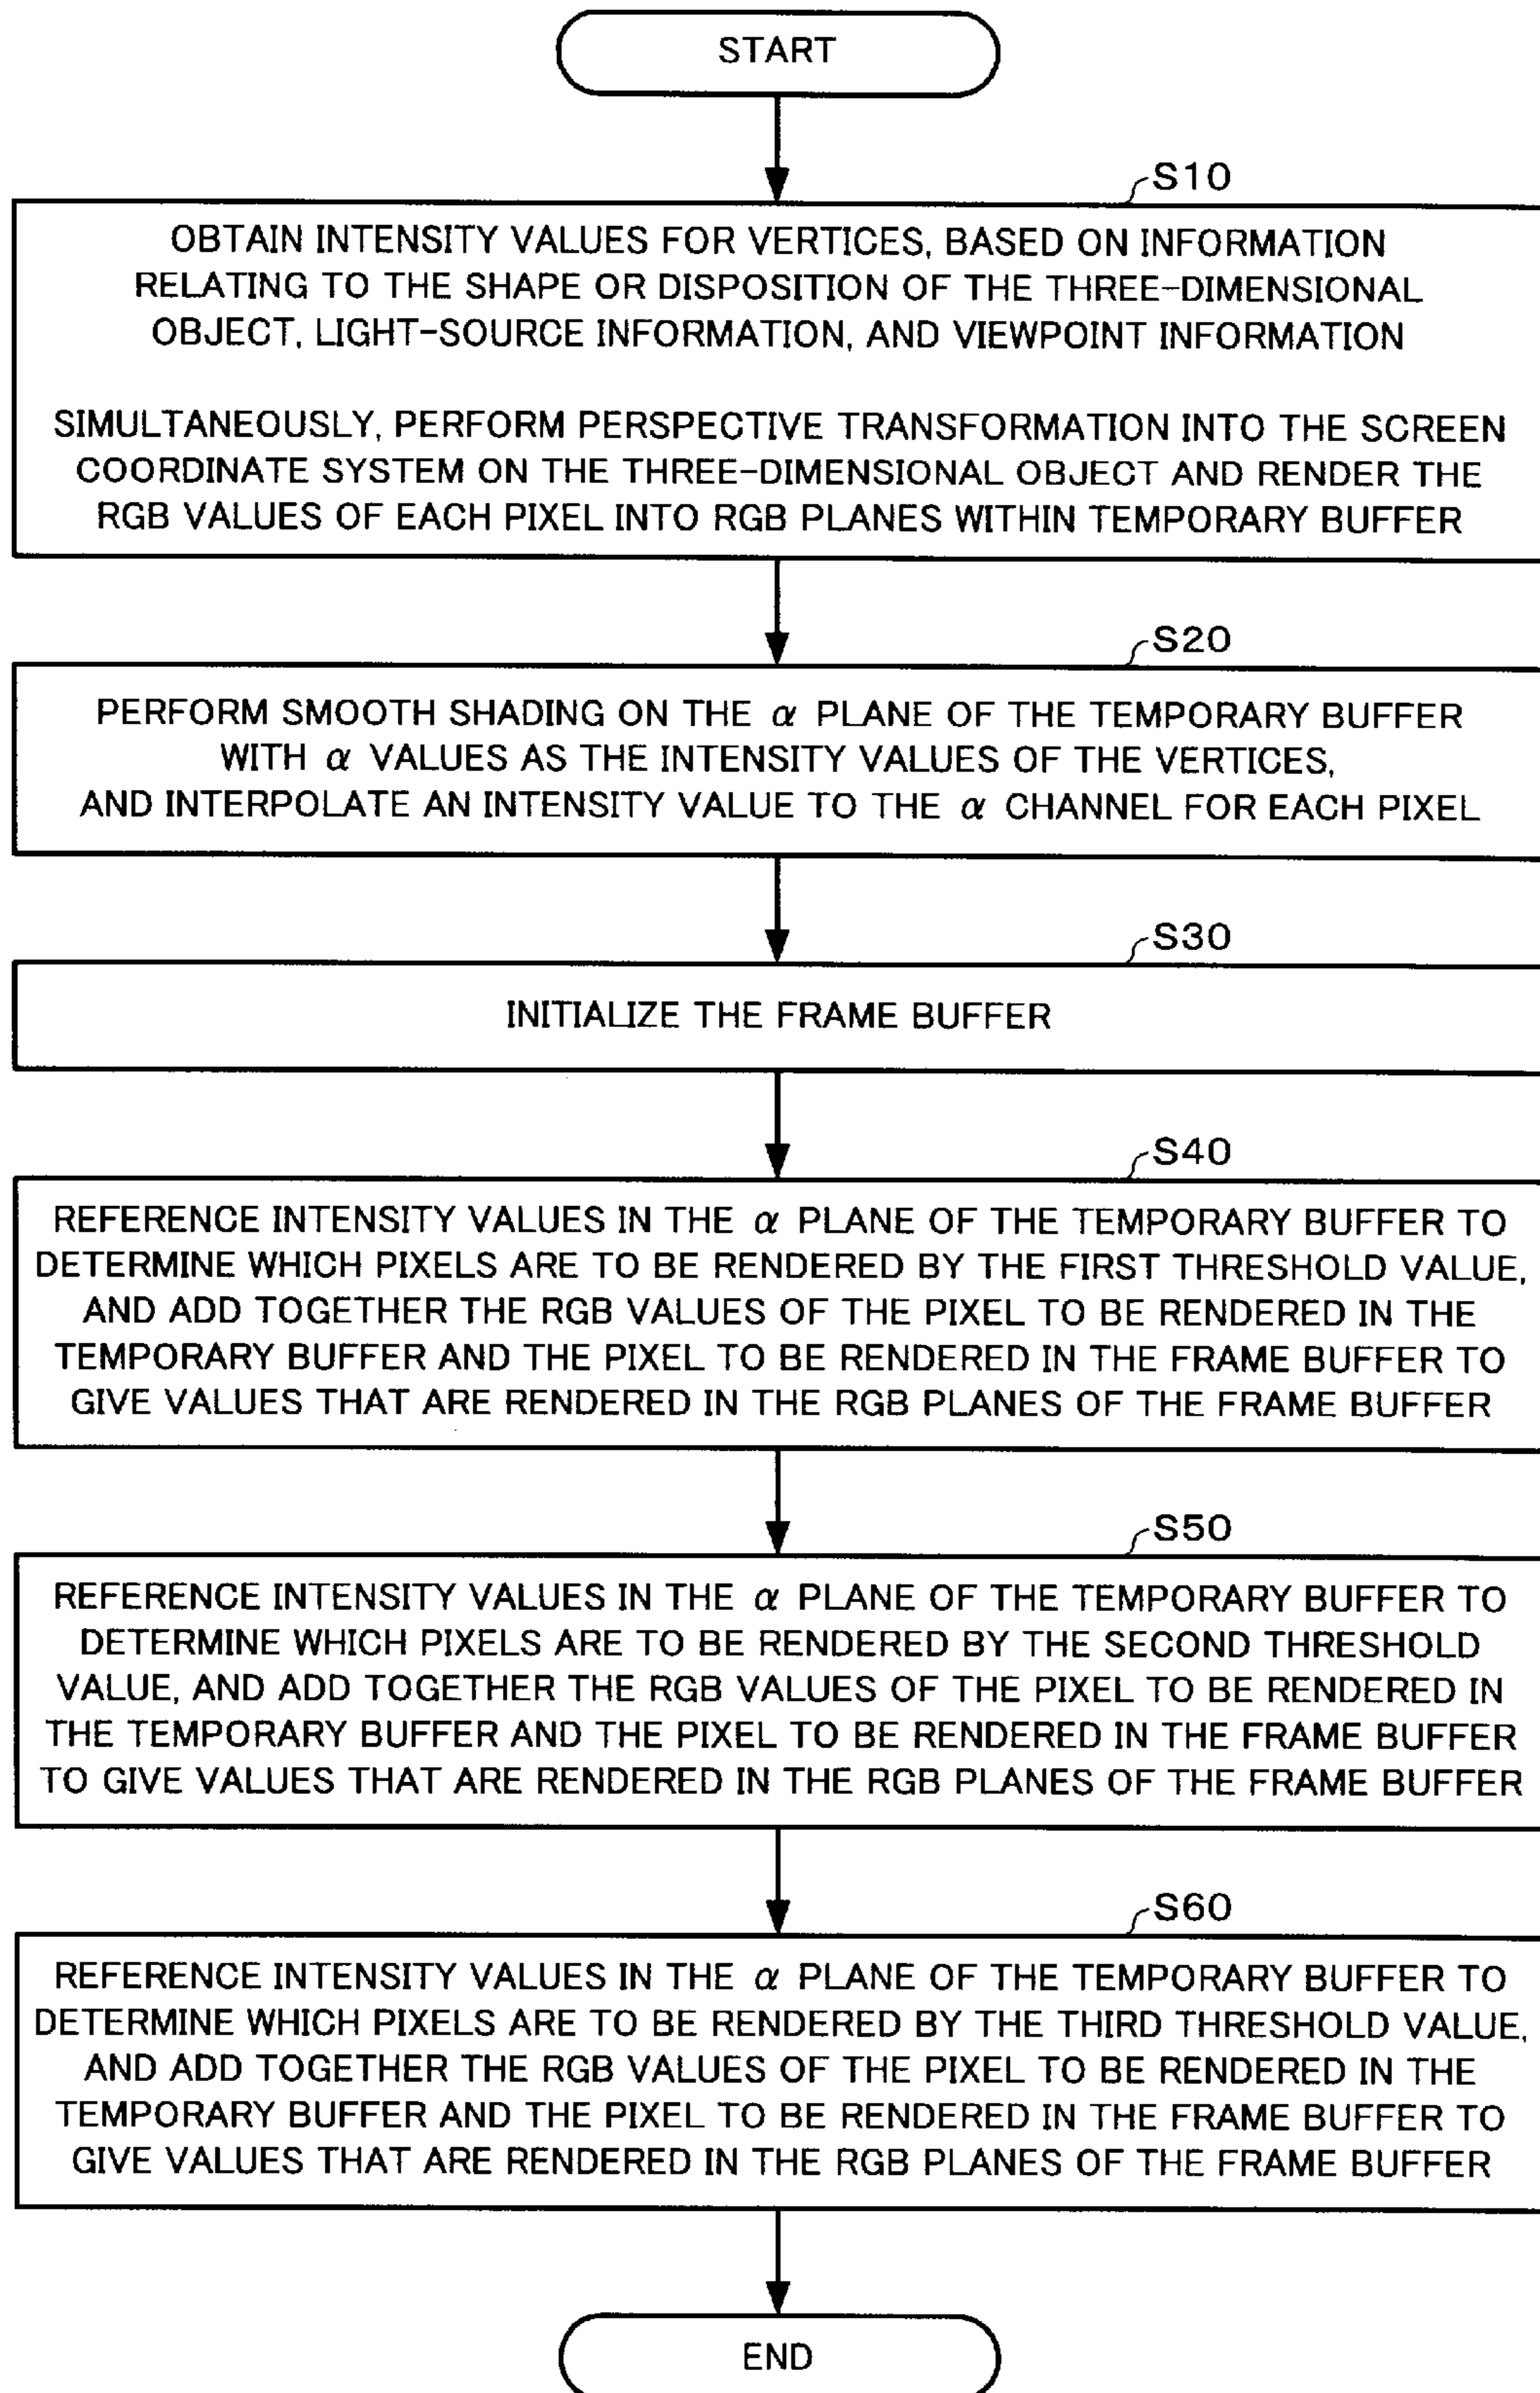 START
S10
OBTAIN INTENSITY VALUES FOR VERTICES, BASED ON INFORMATION
RELATING TO THE SHAPE OR DISPOSITION OF THE THREE-DIMENSIONAL
OBJECT, LIGHT-SOURCE INFORMATION, AND VIEWPOINT INFORMATION
SIMULTANEOUSLY, PERFORM PERSPECTIVE TRANSFORMATION INTO THE SCREEN
COORDINATE SYSTEM ON THE THREE-DIMENSIONAL OBJECT AND RENDER THE
RGB VALUES OF EACH PIXEL INTO RGB PLANES WITHIN TEMPORARY BUFFER
S20
PERFORM SMOOTH SHADING ON THE α PLANE OF THE TEMPORARY BUFFER
WITH α VALUES AS THE INTENSITY VALUES OF THE VERTICES,
AND INTERPOLATE AN INTENSITY VALUE TO THE α CHANNEL FOR EACH PIXEL
S30
INITIALIZE THE FRAME BUFFER
S40
REFERENCE INTENSITY VALUES IN THE α PLANE OF THE TEMPORARY BUFFER TO
DETERMINE WHICH PIXELS ARE TO BE RENDERED BY THE FIRST THRESHOLD VALUE,
AND ADD TOGETHER THE RGB VALUES OF THE PIXEL TO BE RENDERED IN THE
TEMPORARY BUFFER AND THE PIXEL TO BE RENDERED IN THE FRAME BUFFER TO
GIVE VALUES THAT ARE RENDERED IN THE RGB PLANES OF THE FRAME BUFFER
S50
REFERENCE INTENSITY VALUES IN THE α PLANE OF THE TEMPORARY BUFFER TO
DETERMINE WHICH PIXELS ARE TO BE RENDERED BY THE SECOND THRESHOLD
VALUE, AND ADD TOGETHER THE RGB VALUES OF THE PIXEL TO BE RENDERED IN
THE TEMPORARY BUFFER AND THE PIXEL TO BE RENDERED IN THE FRAME BUFFER
TO GIVE VALUES THAT ARE RENDERED IN THE RGB PLANES OF THE FRAME BUFFER
S60
REFERENCE INTENSITY VALUES IN THE α PLANE OF THE TEMPORARY BUFFER TO
DETERMINE WHICH PIXELS ARE TO BE RENDERED BY THE THIRD THRESHOLD VALUE,
AND ADD TOGETHER THE RGB VALUES OF THE PIXEL TO BE RENDERED IN THE
TEMPORARY BUFFER AND THE PIXEL TO BE RENDERED IN THE FRAME BUFFER TO
GIVE VALUES THAT ARE RENDERED IN THE RGB PLANES OF THE FRAME BUFFER
END